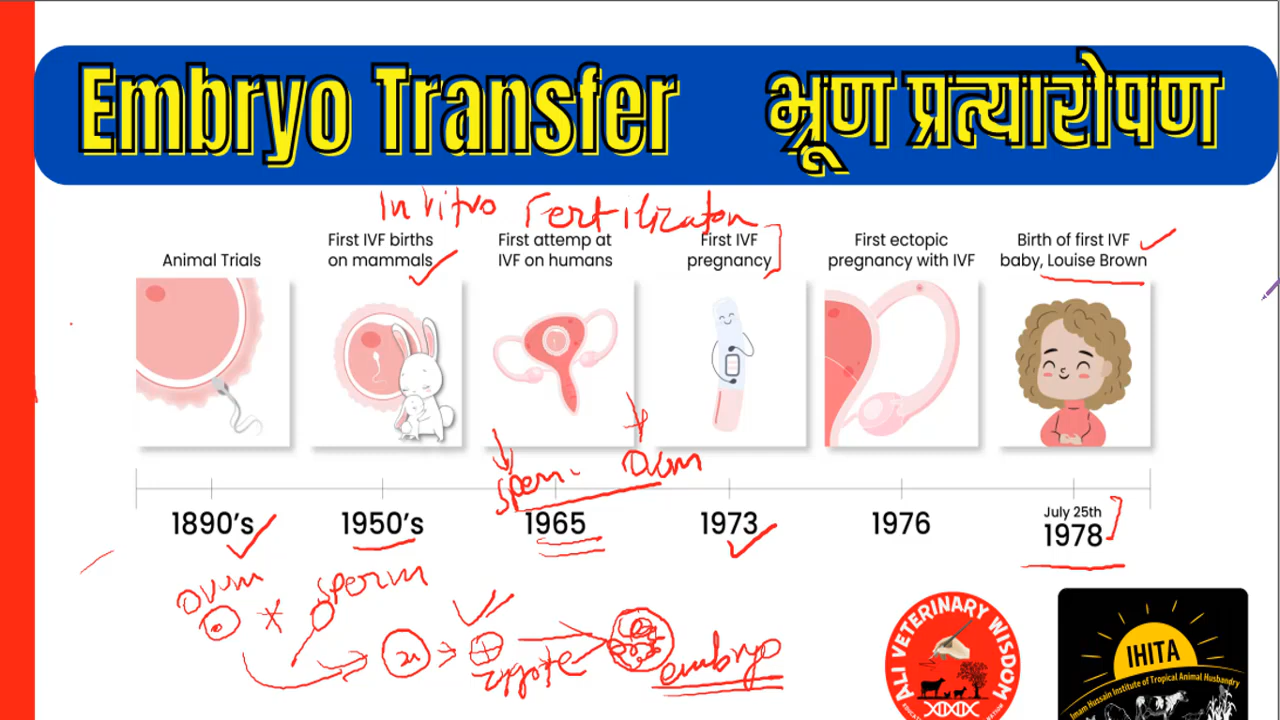 Embryo Transfer भ्रूण प्रत्यारोपण
In vitro Fertilizaton
Animal Trials
First IVF births
on mammals
First attemp at
IVF on humans
First IVF
pregnancy
First ectopic
pregnancy with IVF
Birth of first IVF
baby, Louise Brown
sperm
ovum
1890's
1950's
1965
1973
1976
July 25th
1978
ovum
sperm
2n
embryo
ALI VETERINARY WISDOM
IHITA
Imam Hussain Institute of Tropical Animal Husbandry